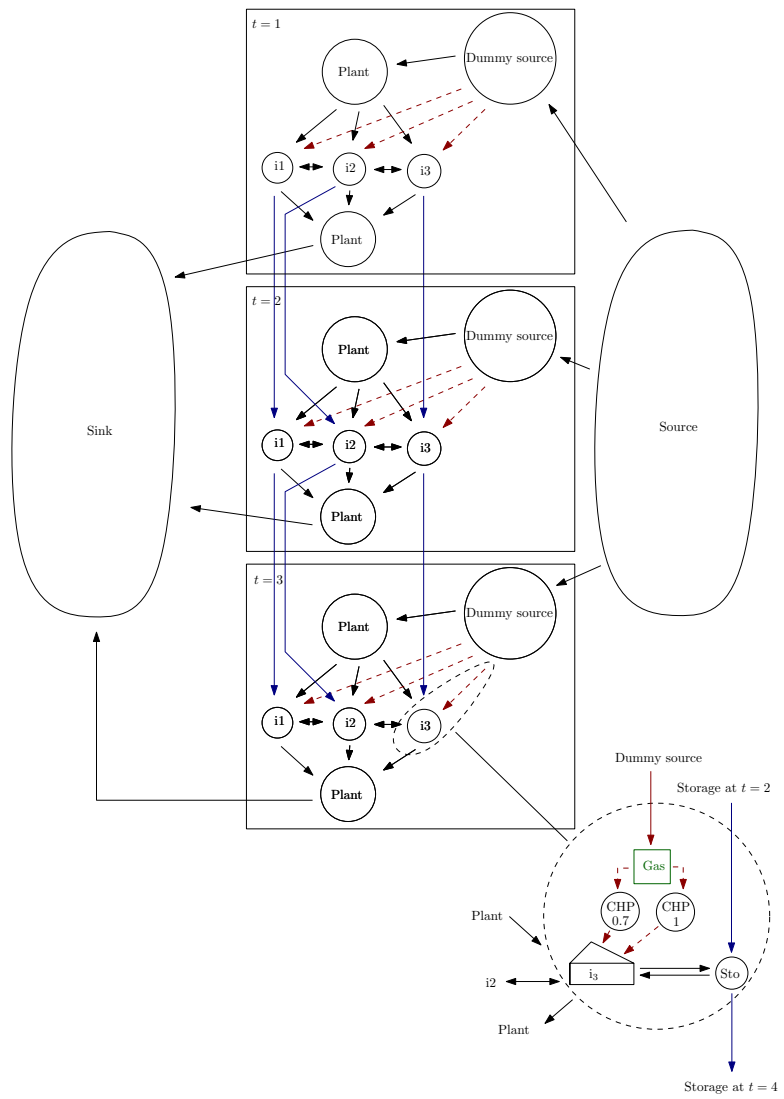 t = 1
Plant
Dummy source
i1
i2
i3
Plant
t = 2
Plant
Dummy source
Sink
Source
i1
i2
i3
Plant
t = 3
Plant
Dummy source
i1
i2
i3
Plant
Dummy source
Storage at t = 2
Gas
CHP
0.7
CHP
1
Plant
i2
i3
Sto
Plant
Storage at t = 4